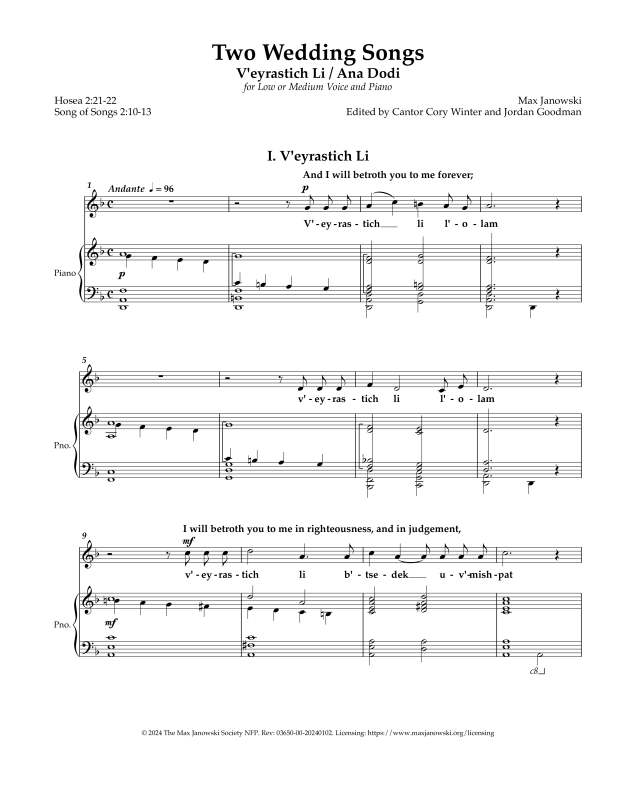 Two Wedding Songs
V'eyrastich Li / Ana Dodi
for Low or Medium Voice and Piano
Hosea 2:21-22
Song of Songs 2:10-13
Max Janowski
Edited by Cantor Cory Winter and Jordan Goodman
I. V'eyrastich Li
And I will betroth you to me forever;
1
Andante ♩ = 96
p
V' - ey - ras - tich li l' - o - lam
Piano
p
5
v' - ey - ras - tich li l' - o - lam
Pno.
I will betroth you to me in righteousness, and in judgement,
9
mf
v' - ey - ras - tich li b' - tse - dek u - v'-mish - pat
Pno.
mf
c8
© 2024 The Max Janowski Society NFP. Rev: 03650-00-20240102. Licensing: https://www.maxjanowski.org/licensing